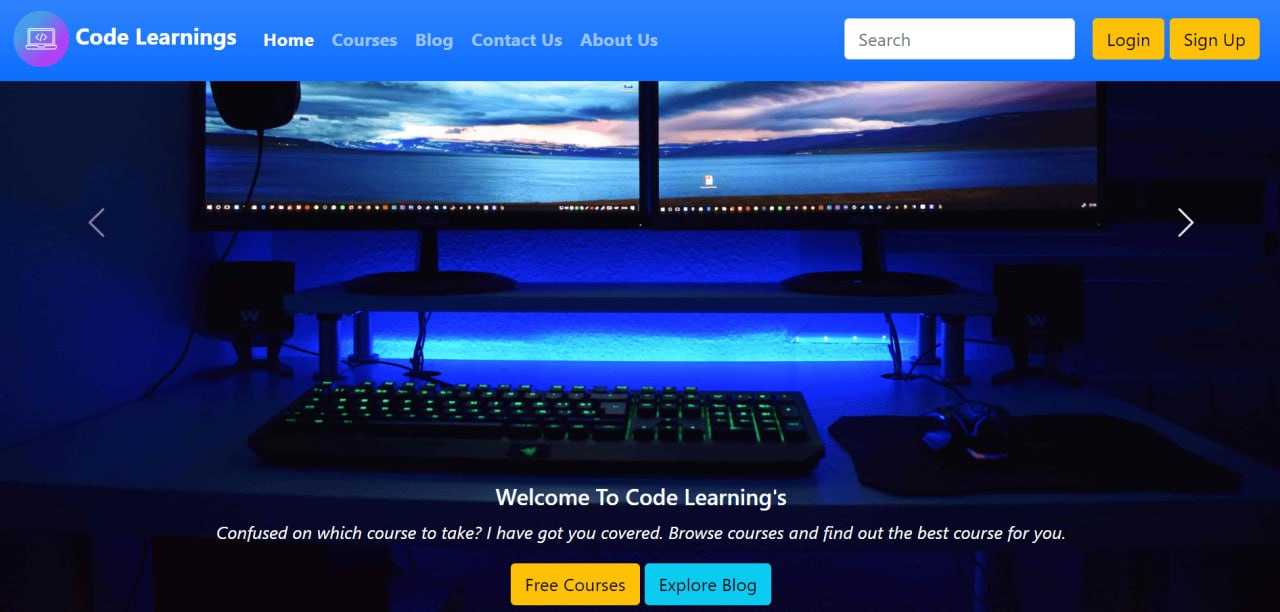 Code Learnings Home Courses Blog Contact Us About Us Search Login Sign Up
Welcome To Code Learning's
Confused on which course to take? I have got you covered. Browse courses and find out the best course for you.
Free Courses Explore Blog